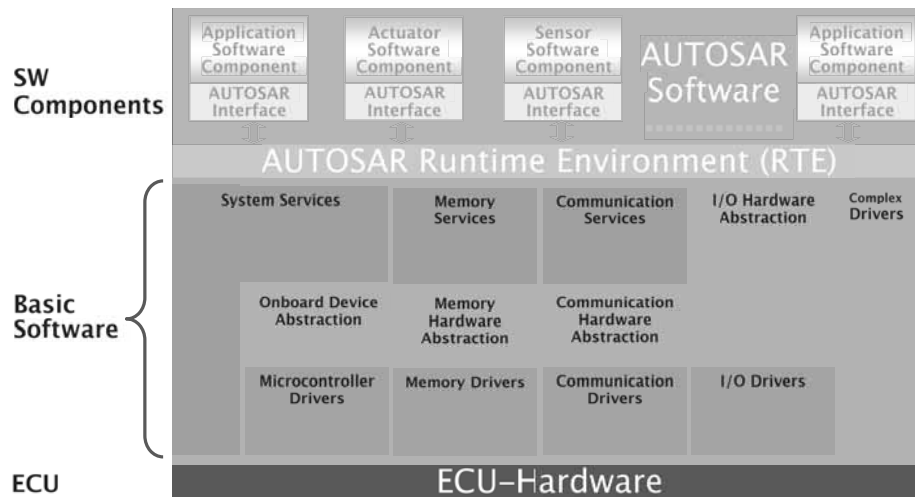 Application
Software
Component
AUTOSAR
Interface
Actuator
Software
Component
AUTOSAR
Interface
Sensor
Software
Component
AUTOSAR
Interface
AUTOSAR
Software
Application
Software
Component
AUTOSAR
Interface
SW
Components
AUTOSAR Runtime Environment (RTE)
System Services
Memory
Services
Communication
Services
I/O Hardware
Abstraction
Complex
Drivers
Basic
Software
Onboard Device
Abstraction
Memory
Hardware
Abstraction
Communication
Hardware
Abstraction
Microcontroller
Drivers
Memory Drivers
Communication
Drivers
I/O Drivers
ECU
ECU-Hardware